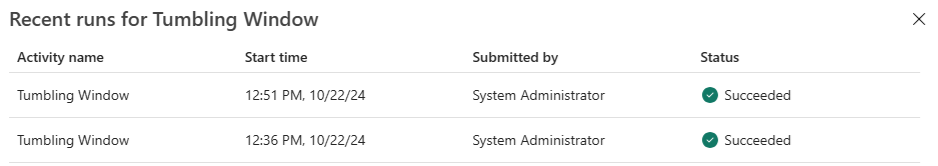 Recent runs for Tumbling Window
Activity name Start time Submitted by Status
Tumbling Window 12:51 PM, 10/22/24 System Administrator Succeeded
Tumbling Window 12:36 PM, 10/22/24 System Administrator Succeeded